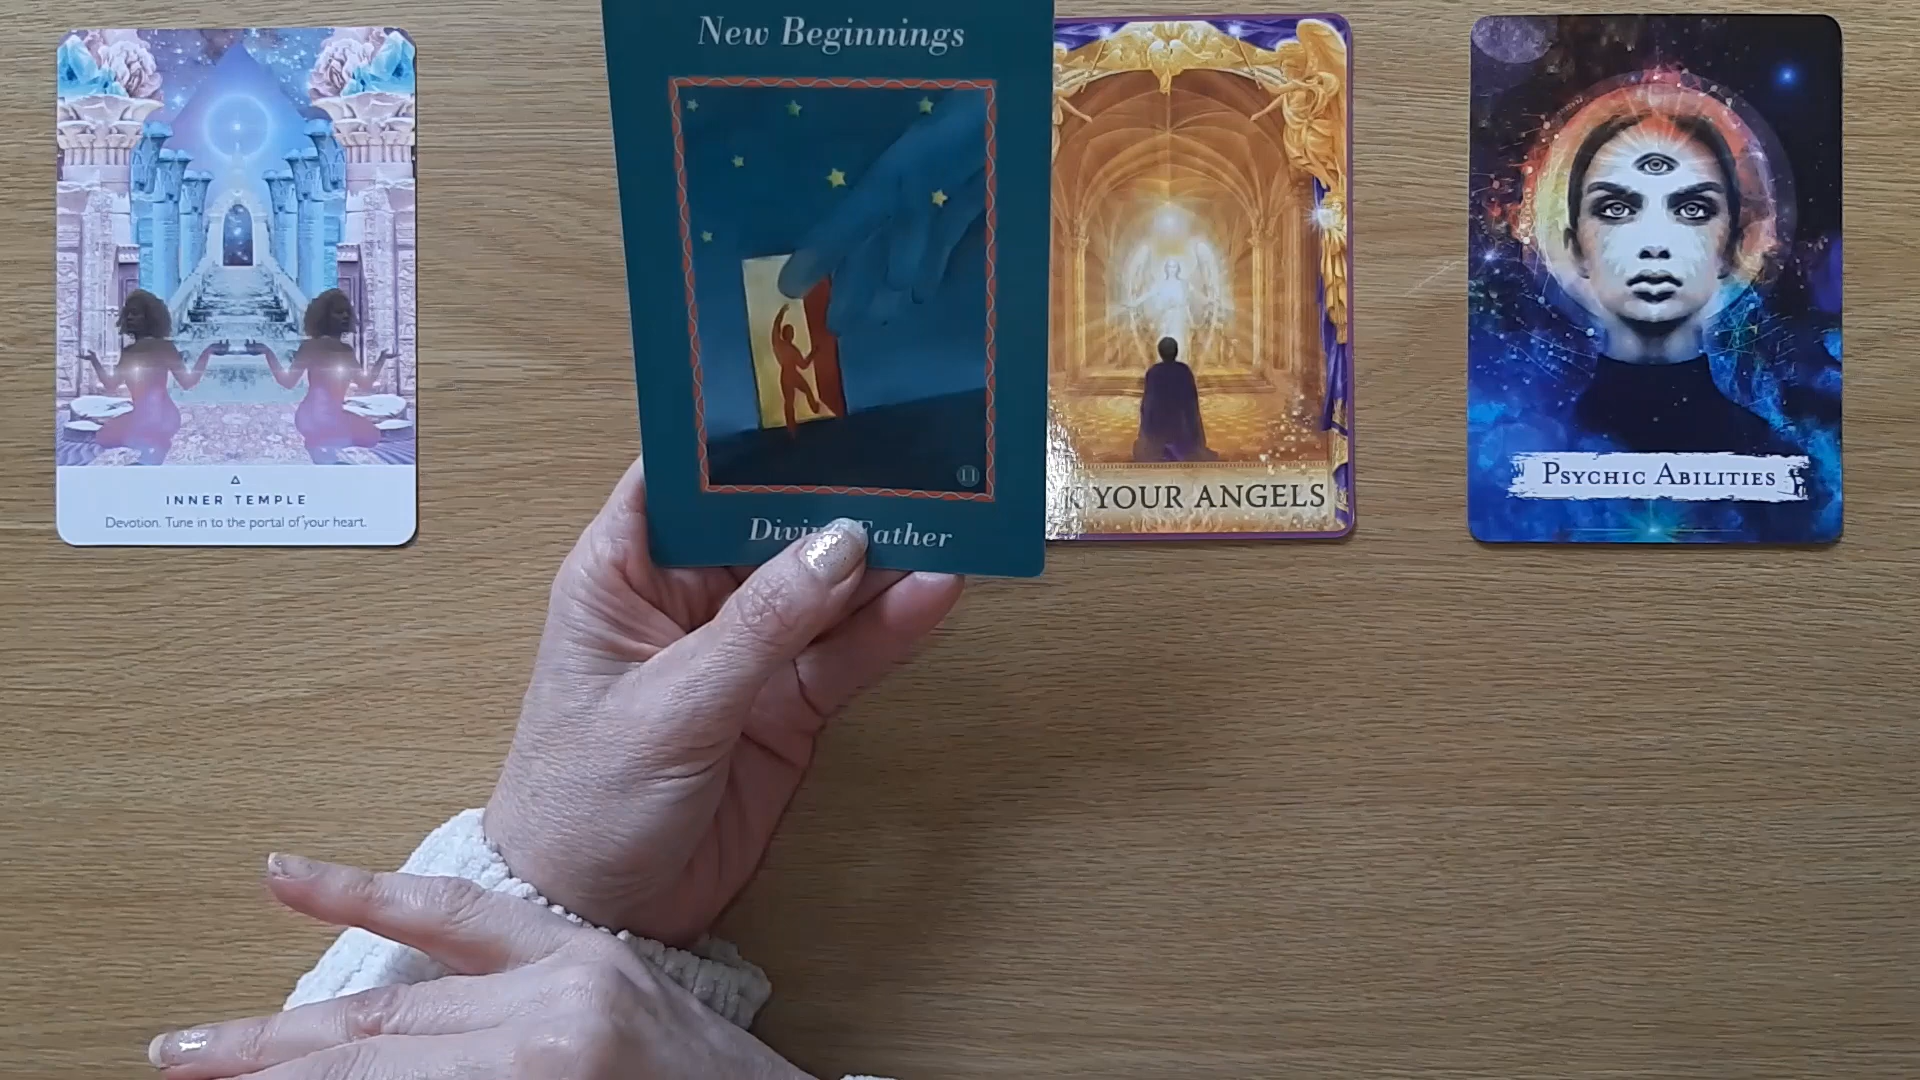 INNER TEMPLE
Devotion. Tune in to the portal of your heart.
New Beginnings
11
YOUR ANGELS
PSYCHIC ABILITIES